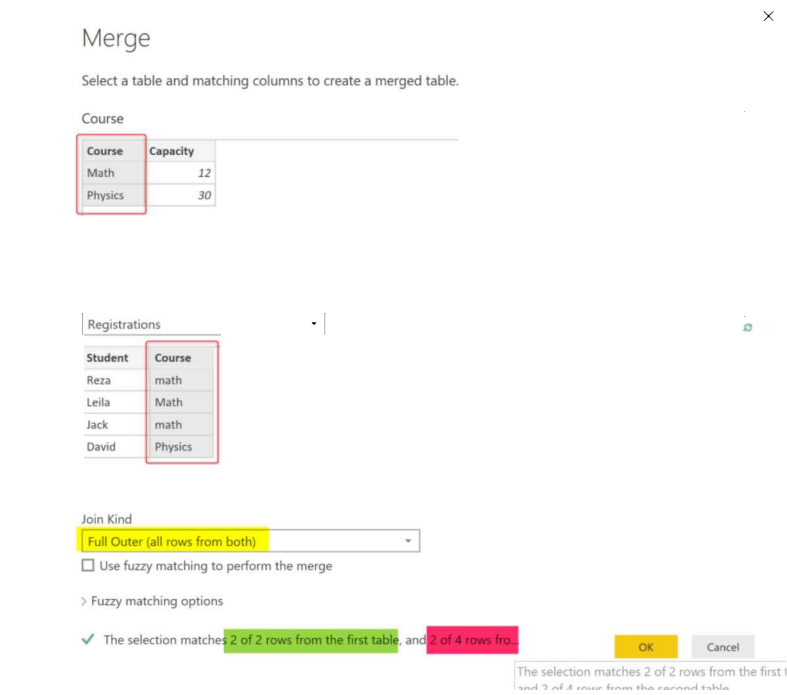 Merge
Select a table and matching columns to create a merged table.
Course
Course Capacity
Math 12
Physics 30
Registrations
Student Course
Reza math
Leila Math
Jack math
David Physics
Join Kind
Full Outer (all rows from both)
Use fuzzy matching to perform the merge
Fuzzy matching options
The selection matches 2 of 2 rows from the first table, and 2 of 4 rows fro...
OK Cancel
The selection matches 2 of 2 rows from the first
and 2 of 4 rows from the second table